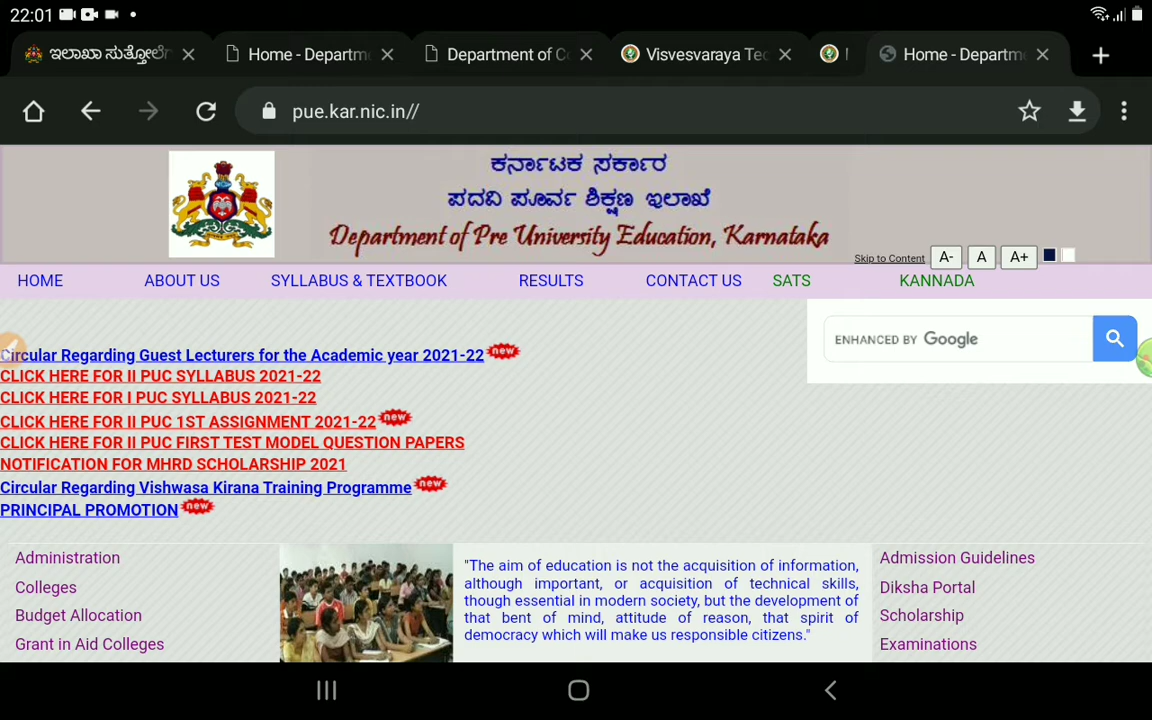 22:01
ಇಲಾಖಾ ಸುತ್ತೋಲೆಗ
Home - Departm
Department of Co
Visvesvaraya Tec
Home - Departme
pue.kar.nic.in//
ಕರ್ನಾಟಕ ಸರ್ಕಾರ
ಪದವಿ ಪೂರ್ವ ಶಿಕ್ಷಣ ಇಲಾಖೆ
Department of Pre University Education, Karnataka
Skip to Content A- A A+
HOME ABOUT US SYLLABUS & TEXTBOOK RESULTS CONTACT US SATS KANNADA
ENHANCED BY Google
Circular Regarding Guest Lecturers for the Academic year 2021-22 new
CLICK HERE FOR II PUC SYLLABUS 2021-22
CLICK HERE FOR I PUC SYLLABUS 2021-22
CLICK HERE FOR II PUC 1ST ASSIGNMENT 2021-22 new
CLICK HERE FOR II PUC FIRST TEST MODEL QUESTION PAPERS
NOTIFICATION FOR MHRD SCHOLARSHIP 2021
Circular Regarding Vishwasa Kirana Training Programme new
PRINCIPAL PROMOTION new
Administration
Colleges
Budget Allocation
Grant in Aid Colleges
"The aim of education is not the acquisition of information,
although important, or acquisition of technical skills,
though essential in modern society, but the development of
that bent of mind, attitude of reason, that spirit of
democracy which will make us responsible citizens."
Admission Guidelines
Diksha Portal
Scholarship
Examinations